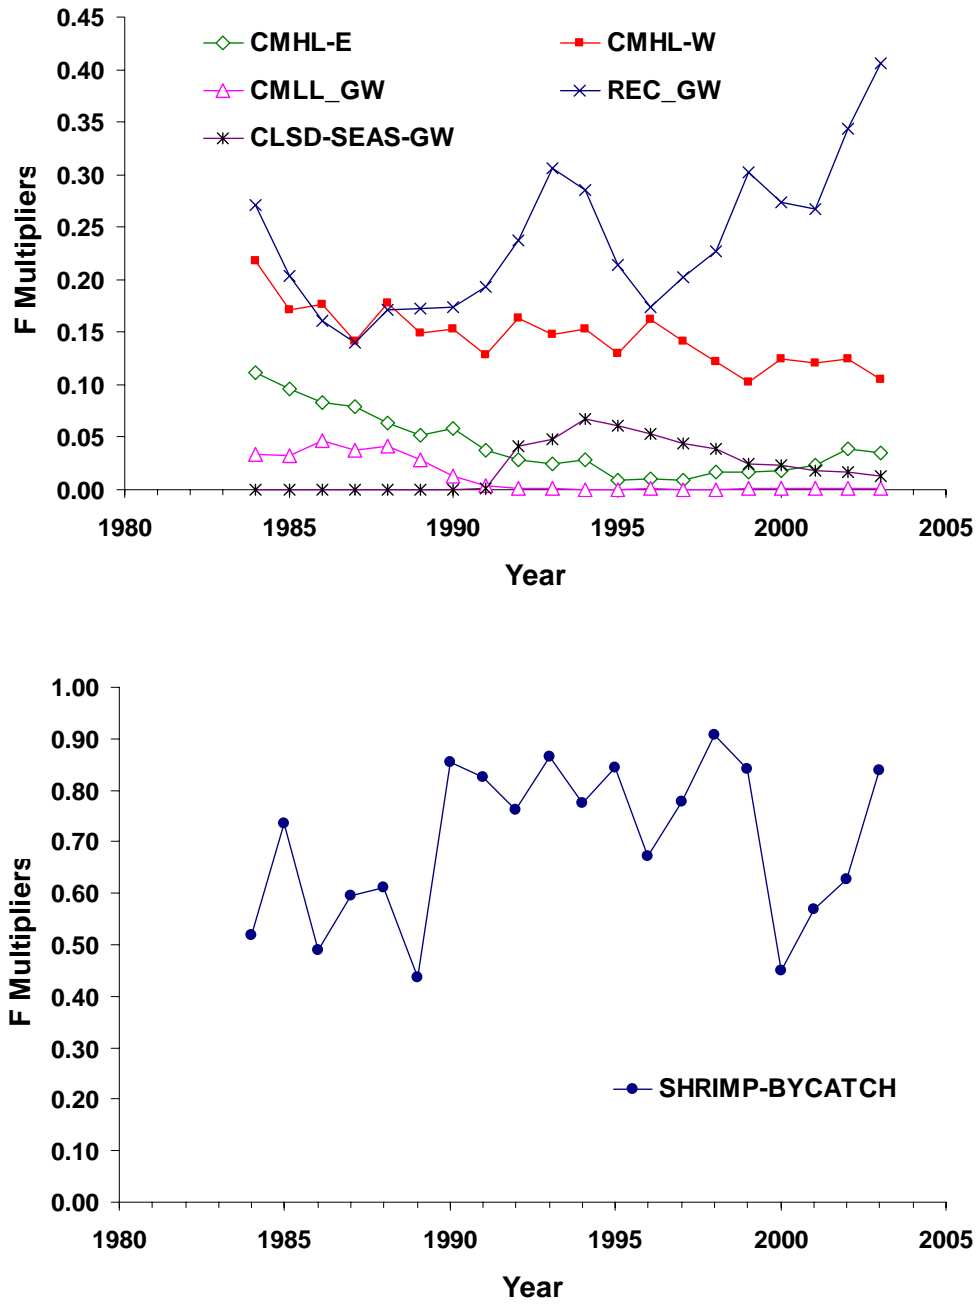 0.45
0.40
0.35
0.30
0.25
0.20
0.15
0.10
0.05
0.00
F Multipliers
CMHL-E
CMHL-W
CMLL_GW
REC_GW
CLSD-SEAS-GW
1980 1985 1990 1995 2000 2005
Year
1.00
0.90
0.80
0.70
0.60
0.50
0.40
0.30
0.20
0.10
0.00
F Multipliers
SHRIMP-BYCATCH
1980 1985 1990 1995 2000 2005
Year